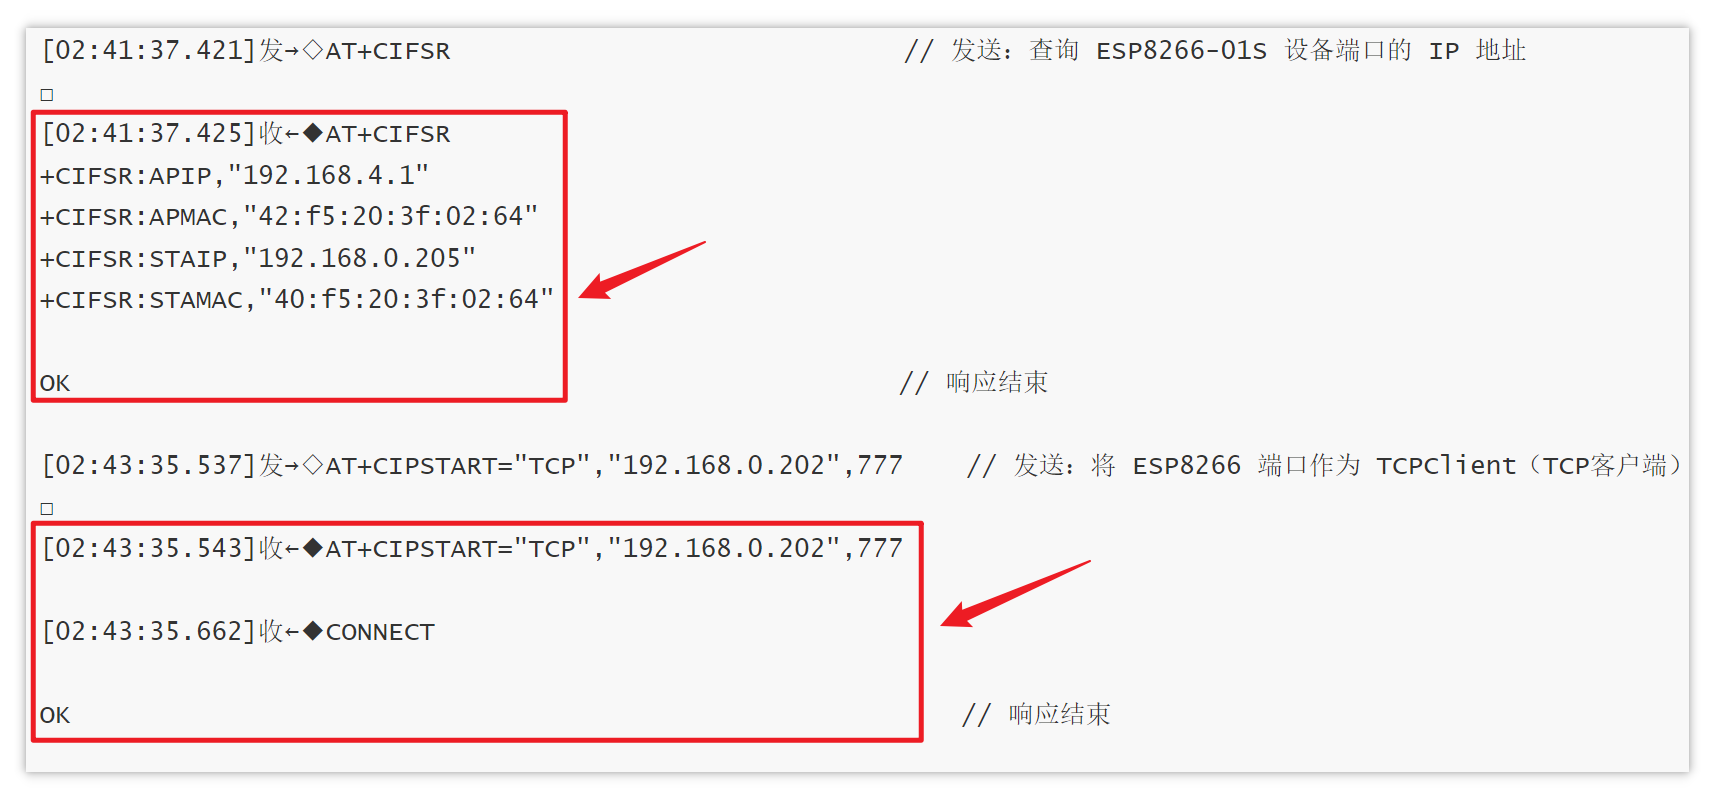 [02:41:37.421]发→◇AT+CIFSR // 发送：查询 ESP8266-01S 设备端口的 IP 地址
□
[02:41:37.425]收←◆AT+CIFSR
+CIFSR:APIP,"192.168.4.1"
+CIFSR:APMAC,"42:f5:20:3f:02:64"
+CIFSR:STAIP,"192.168.0.205"
+CIFSR:STAMAC,"40:f5:20:3f:02:64"
OK // 响应结束
[02:43:35.537]发→◇AT+CIPSTART="TCP","192.168.0.202",777 // 发送：将 ESP8266 端口作为 TCPClient（TCP客户端）
□
[02:43:35.543]收←◆AT+CIPSTART="TCP","192.168.0.202",777
[02:43:35.662]收←◆CONNECT
OK // 响应结束